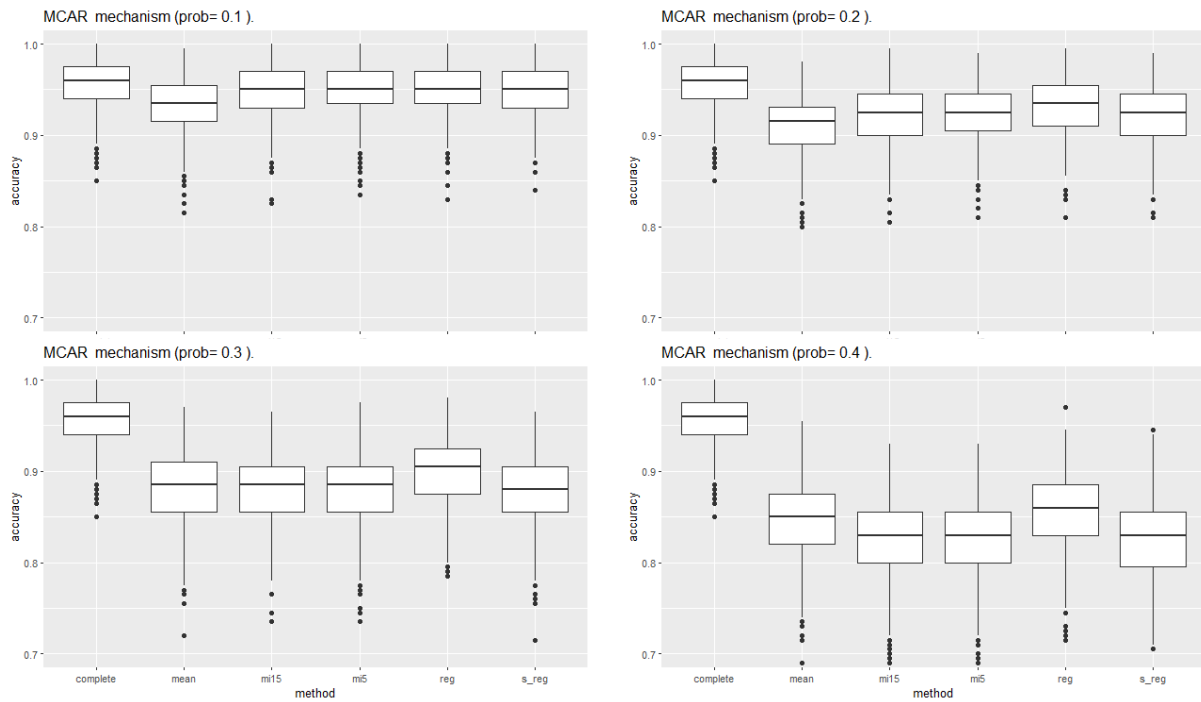 MCAR mechanism (prob= 0.1 ).
1.0
0.9
0.8
0.7
accuracy
MCAR mechanism (prob= 0.2 ).
1.0
0.9
0.8
0.7
accuracy
MCAR mechanism (prob= 0.3 ).
1.0
0.9
0.8
0.7
accuracy
complete mean mi15 mi5 reg s_reg
method
MCAR mechanism (prob= 0.4 ).
1.0
0.9
0.8
0.7
accuracy
complete mean mi15 mi5 reg s_reg
method